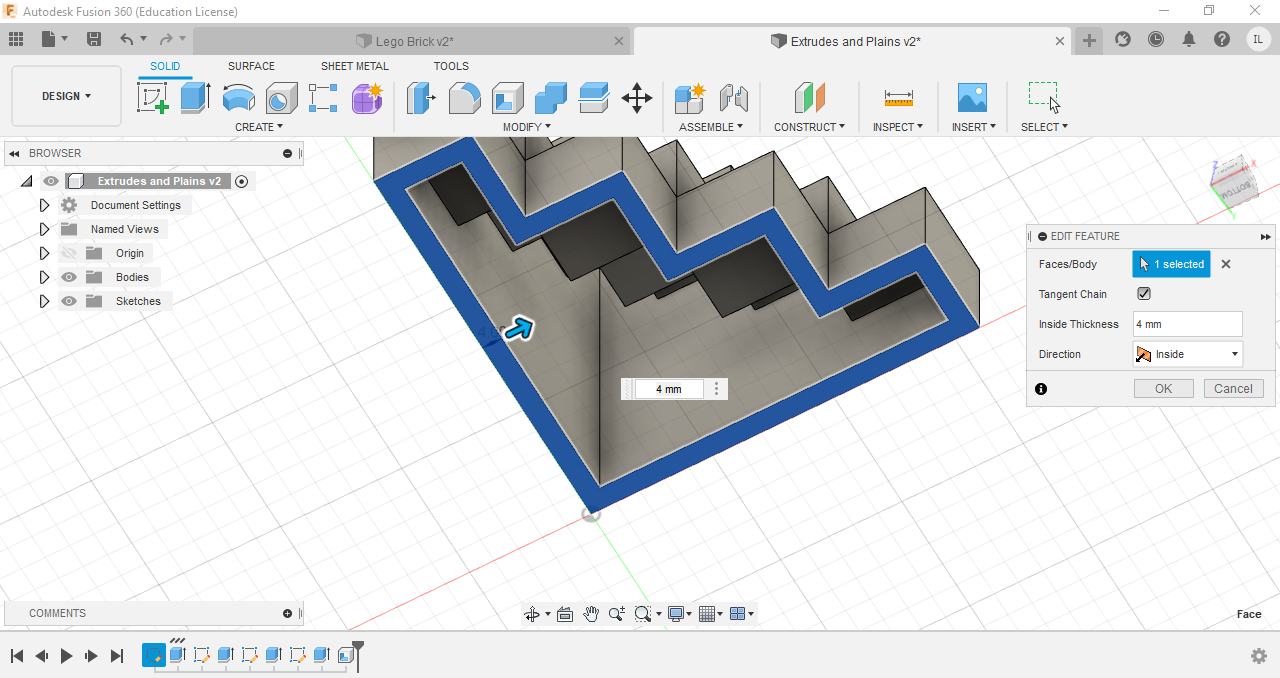 Autodesk Fusion 360 (Education License)
Lego Brick v2*
Extrudes and Plains v2*
IL
SOLID SURFACE SHEET METAL TOOLS
DESIGN
CREATE MODIFY ASSEMBLE CONSTRUCT INSPECT INSERT SELECT
BROWSER
Extrudes and Plains v2
Document Settings
Named Views
Origin
Bodies
Sketches
Z
X
Y
BOTTOM
EDIT FEATURE
Faces/Body 1 selected
Tangent Chain
Inside Thickness 4 mm
Direction Inside
OK Cancel
4 mm
COMMENTS
Face